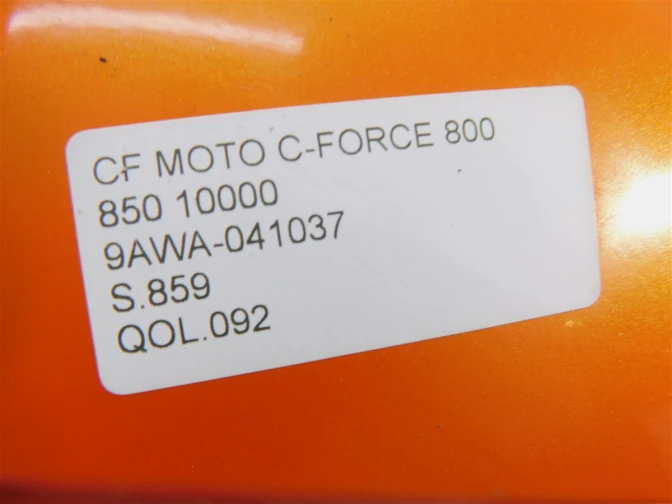 CF MOTO C-FORCE 800
850 10000
9AWA-041037
S.859
QOL.092